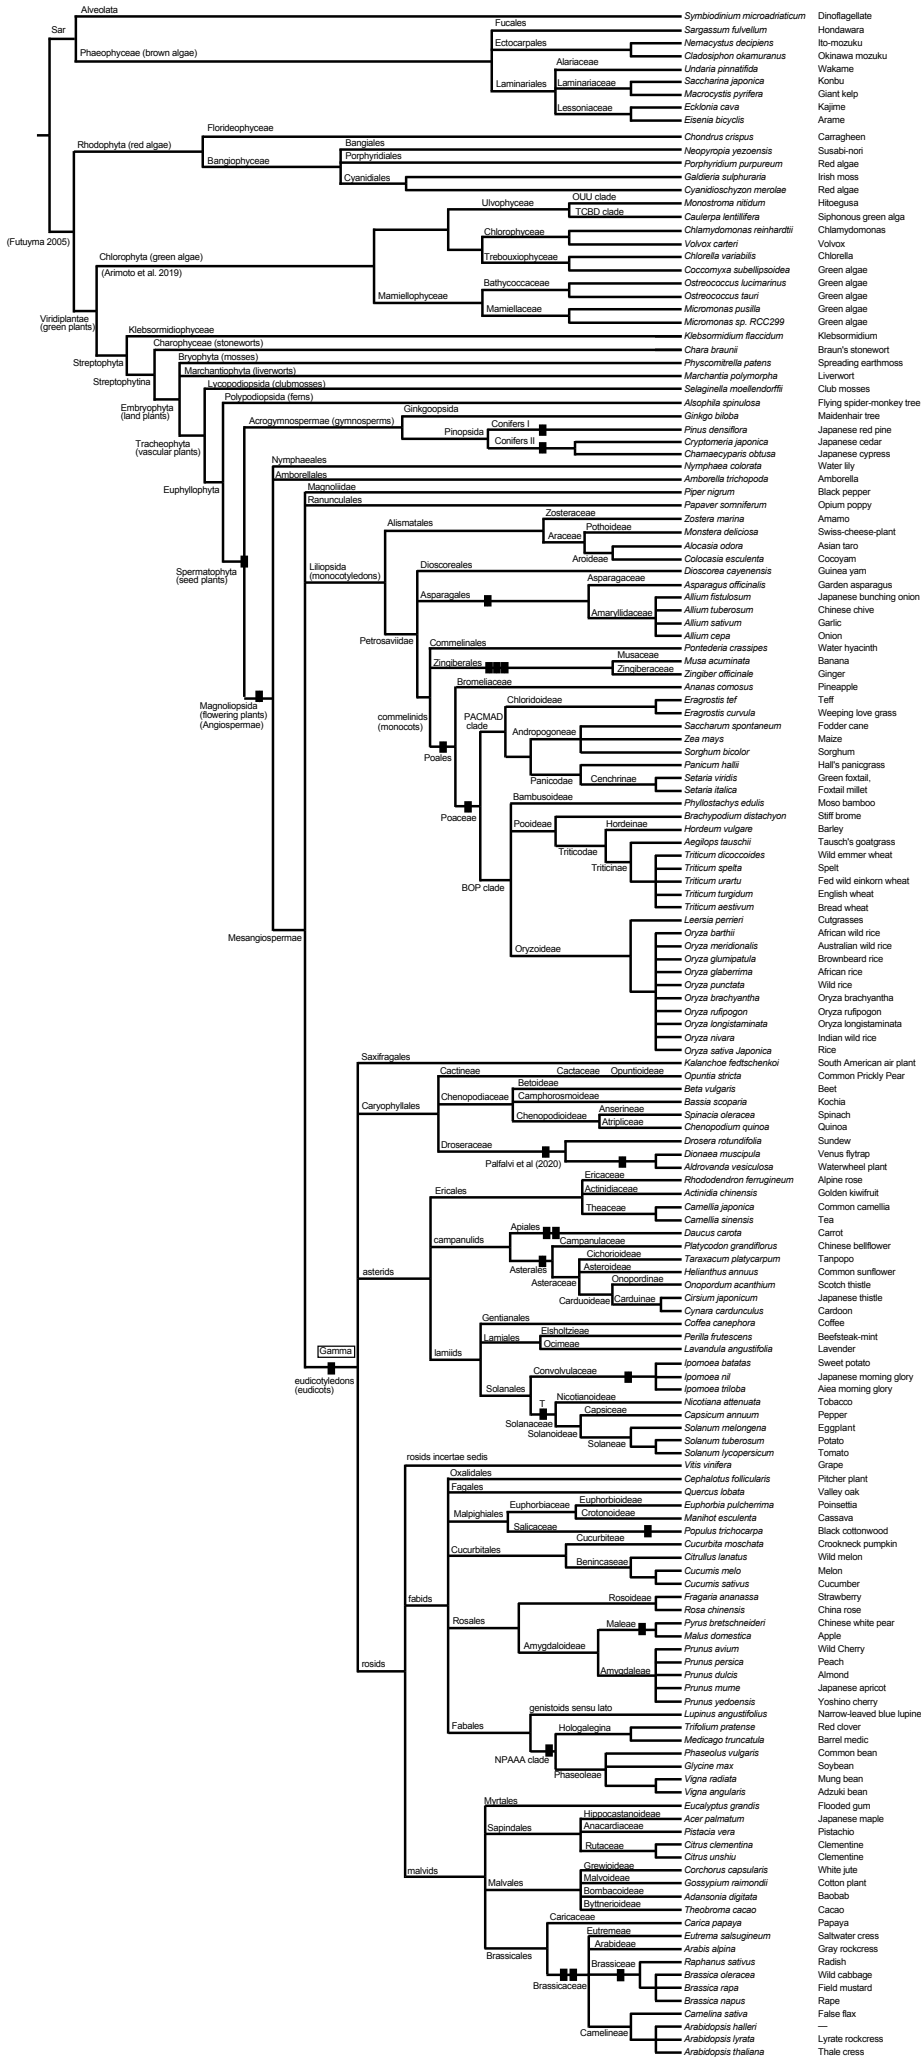 Alveolata
Symbiodinium microadriaticum Dinoflagellate
Sar
Fucales
Sargassum fulvellum Hondawara
Phaeophyceae (brown algae)
Ectocarpales
Nemacystus decipiens Ito-mozuku
Cladosiphon okamuranus Okinawa mozuku
Alariaceae
Undaria pinnatifida Wakame
Laminariales
Laminariaceae
Saccharina japonica Konbu
Macrocystis pyrifera Giant kelp
Lessoniaceae
Ecklonia cava Kajime
Eisenia bicyclis Arame
Florideophyceae
Chondrus crispus Carragheen
Rhodophyta (red algae)
Bangiales
Neopyropia yezoensis Susabi-nori
Bangiophyceae
Porphyridiales
Porphyridium purpureum Red algae
Cyanidiales
Galdieria sulphuraria Irish moss
Cyanidioschyzon merolae Red algae
Ulvophyceae
OUU clade
Monostroma nitidum Hitoegusa
TCBD clade
Caulerpa lentillifera Siphonous green alga
(Futuyma 2005)
Chlorophyceae
Chlamydomonas reinhardtii Chlamydomonas
Volvox carteri Volvox
Chlorophyta (green algae)
(Arimoto et al. 2019)
Trebouxiophyceae
Chlorella variabilis Chlorella
Coccomyxa subellipsoidea Green algae
Mamiellophyceae
Bathycoccaceae
Ostreococcus lucimarinus Green algae
Ostreococcus tauri Green algae
Mamiellaceae
Micromonas pusilla Green algae
Micromonas sp. RCC299 Green algae
Viridiplantae
(green plants)
Klebsormidiophyceae
Klebsormidium flaccidum Klebsormidium
Streptophyta
Charophyceae (stoneworts)
Chara braunii Braun's stonewort
Streptophytina
Bryophyta (mosses)
Physcomitrella patens Spreading earthmoss
Marchantiophyta (liverworts)
Marchantia polymorpha Liverwort
Embryophyta
(land plants)
Lycopodiopsida (clubmosses)
Selaginella moellendorffii Club mosses
Tracheophyta
(vascular plants)
Polypodiopsida (ferns)
Alsophila spinulosa Flying spider-monkey tree
Euphyllophyta
Acrogymnospermae (gymnosperms)
Ginkgoopsida
Ginkgo biloba Maidenhair tree
Pinopsida
Conifers I
Pinus densiflora Japanese red pine
Conifers II
Cryptomeria japonica Japanese cedar
Chamaecyparis obtusa Japanese cypress
Spermatophyta
(seed plants)
Nymphaeales
Nymphaea colorata Water lily
Amborellales
Amborella trichopoda Amborella
Magnoliopsida
(flowering plants)
(Angiospermae)
Magnoliidae
Piper nigrum Black pepper
Ranunculales
Papaver somniferum Opium poppy
Mesangiospermae
Liliopsida
(monocotyledons)
Alismatales
Zosteraceae
Zostera marina Amamo
Araceae
Pothoideae
Monstera deliciosa Swiss-cheese-plant
Aroideae
Alocasia odora Asian taro
Colocasia esculenta Cocoyam
Petrosaviidae
Dioscoreales
Dioscorea cayenensis Guinea yam
Asparagales
Asparagaceae
Asparagus officinalis Garden asparagus
Amaryllidaceae
Allium fistulosum Japanese bunching onion
Allium tuberosum Chinese chive
Allium sativum Garlic
Allium cepa Onion
commelinids
(monocots)
Commelinales
Pontederia crassipes Water hyacinth
Zingiberales
Musaceae
Musa acuminata Banana
Zingiberaceae
Zingiber officinale Ginger
Poales
Bromeliaceae
Ananas comosus Pineapple
Poaceae
PACMAD
clade
Chloridoideae
Eragrostis tef Teff
Eragrostis curvula Weeping love grass
Andropogoneae
Saccharum spontaneum Fodder cane
Zea mays Maize
Sorghum bicolor Sorghum
Panicodae
Panicum hallii Hall's panicgrass
Cenchrinae
Setaria viridis Green foxtail,
Setaria italica Foxtail millet
BOP clade
Bambusoideae
Phyllostachys edulis Moso bamboo
Pooideae
Brachypodium distachyon Stiff brome
Triticodae
Hordeinae
Hordeum vulgare Barley
Triticinae
Aegilops tauschii Tausch's goatgrass
Triticum dicoccoides Wild emmer wheat
Triticum spelta Spelt
Triticum urartu Fed wild einkorn wheat
Triticum turgidum English wheat
Triticum aestivum Bread wheat
Oryzoideae
Leersia perrieri Cutgrasses
Oryza barthii African wild rice
Oryza meridionalis Australian wild rice
Oryza glumipatula Brownbeard rice
Oryza glaberrima African rice
Oryza punctata Wild rice
Oryza brachyantha Oryza brachyantha
Oryza rufipogon Oryza rufipogon
Oryza longistaminata Oryza longistaminata
Oryza nivara Indian wild rice
Oryza sativa Japonica Rice
Gamma
eudicotyledons
(eudicots)
Saxifragales
Kalanchoe fedtschenkoi South American air plant
Caryophyllales
Cactineae Cactaceae Opuntioideae
Opuntia stricta Common Prickly Pear
Chenopodiaceae
Betoideae
Beta vulgaris Beet
Camphorosmoideae
Bassia scoparia Kochia
Chenopodioideae
Anserineae
Spinacia oleracea Spinach
Atripliceae
Chenopodium quinoa Quinoa
Droseraceae
Palfalvi et al (2020)
Drosera rotundifolia Sundew
Dionaea muscipula Venus flytrap
Aldrovanda vesiculosa Waterwheel plant
asterids
Ericales
Ericaceae
Rhododendron ferrugineum Alpine rose
Actinidiaceae
Actinidia chinensis Golden kiwifruit
Theaceae
Camellia japonica Common camellia
Camellia sinensis Tea
campanulids
Apiales
Daucus carota Carrot
Asterales
Campanulaceae
Platycodon grandiflorus Chinese bellflower
Asteraceae
Cichorioideae
Taraxacum platycarpum Tanpopo
Asteroideae
Helianthus annuus Common sunflower
Carduoideae
Onopordinae
Onopordum acanthium Scotch thistle
Carduinae
Cirsium japonicum Japanese thistle
Cynara cardunculus Cardoon
lamiids
Gentianales
Coffea canephora Coffee
Lamiales
Elsholtzieae
Perilla frutescens Beefsteak-mint
Ocimeae
Lavandula angustifolia Lavender
Solanales
Convolvulaceae
Ipomoea batatas Sweet potato
Ipomoea nil Japanese morning glory
Ipomoea triloba Aiea morning glory
T
Solanaceae
Nicotianoideae
Nicotiana attenuata Tobacco
Solanoideae
Capsiceae
Capsicum annuum Pepper
Solaneae
Solanum melongena Eggplant
Solanum tuberosum Potato
Solanum lycopersicum Tomato
rosids
rosids incertae sedis
Vitis vinifera Grape
fabids
Oxalidales
Cephalotus follicularis Pitcher plant
Fagales
Quercus lobata Valley oak
Malpighiales
Euphorbiaceae
Euphorbioideae
Euphorbia pulcherrima Poinsettia
Crotonoideae
Manihot esculenta Cassava
Salicaceae
Populus trichocarpa Black cottonwood
Cucurbitales
Cucurbiteae
Cucurbita moschata Crookneck pumpkin
Benincaseae
Citrullus lanatus Wild melon
Cucumis melo Melon
Cucumis sativus Cucumber
Rosales
Rosoideae
Fragaria ananassa Strawberry
Rosa chinensis China rose
Amygdaloideae
Maleae
Pyrus bretschneideri Chinese white pear
Malus domestica Apple
Amygdaleae
Prunus avium Wild Cherry
Prunus persica Peach
Prunus dulcis Almond
Prunus mume Japanese apricot
Prunus yedoensis Yoshino cherry
Fabales
genistoids sensu lato
Lupinus angustifolius Narrow-leaved blue lupine
NPAAA clade
Hologalegina
Trifolium pratense Red clover
Medicago truncatula Barrel medic
Phaseoleae
Phaseolus vulgaris Common bean
Glycine max Soybean
Vigna radiata Mung bean
Vigna angularis Adzuki bean
malvids
Myrtales
Eucalyptus grandis Flooded gum
Sapindales
Hippocastanoideae
Acer palmatum Japanese maple
Anacardiaceae
Pistacia vera Pistachio
Rutaceae
Citrus clementina Clementine
Citrus unshiu Clementine
Malvales
Grewioideae
Corchorus capsularis White jute
Malvoideae
Gossypium raimondii Cotton plant
Bombacoideae
Adansonia digitata Baobab
Byttnerioideae
Theobroma cacao Cacao
Brassicales
Caricaceae
Carica papaya Papaya
Brassicaceae
Eutremeae
Eutrema salsugineum Saltwater cress
Arabideae
Arabis alpina Gray rockcress
Brassiceae
Raphanus sativus Radish
Brassica oleracea Wild cabbage
Brassica rapa Field mustard
Brassica napus Rape
Camelineae
Camelina sativa False flax
Arabidopsis halleri —
Arabidopsis lyrata Lyrate rockcress
Arabidopsis thaliana Thale cress